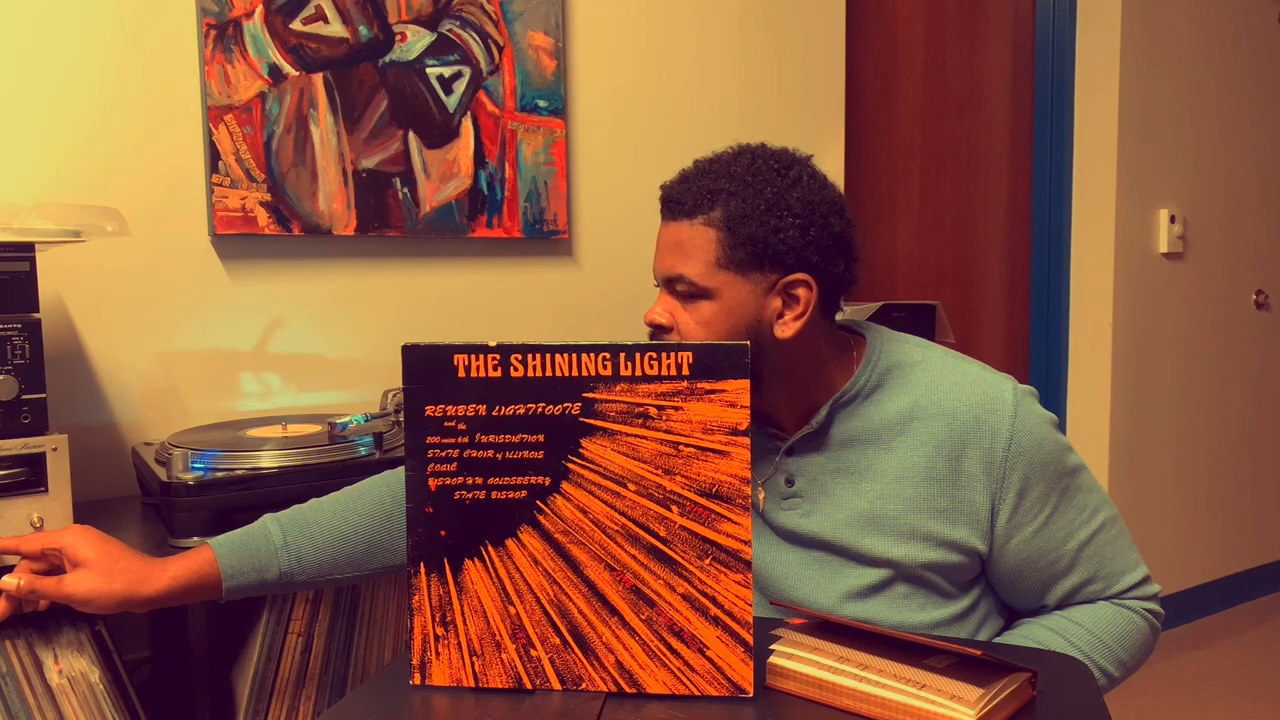 THE SHINING LIGHT
REUBEN LIGHTFOOTE
and the
200 voice 6th JURISDICTION
STATE CHOIR of ILLINOIS
COGIC
BISHOP H W GOLDSBERRY
STATE BISHOP